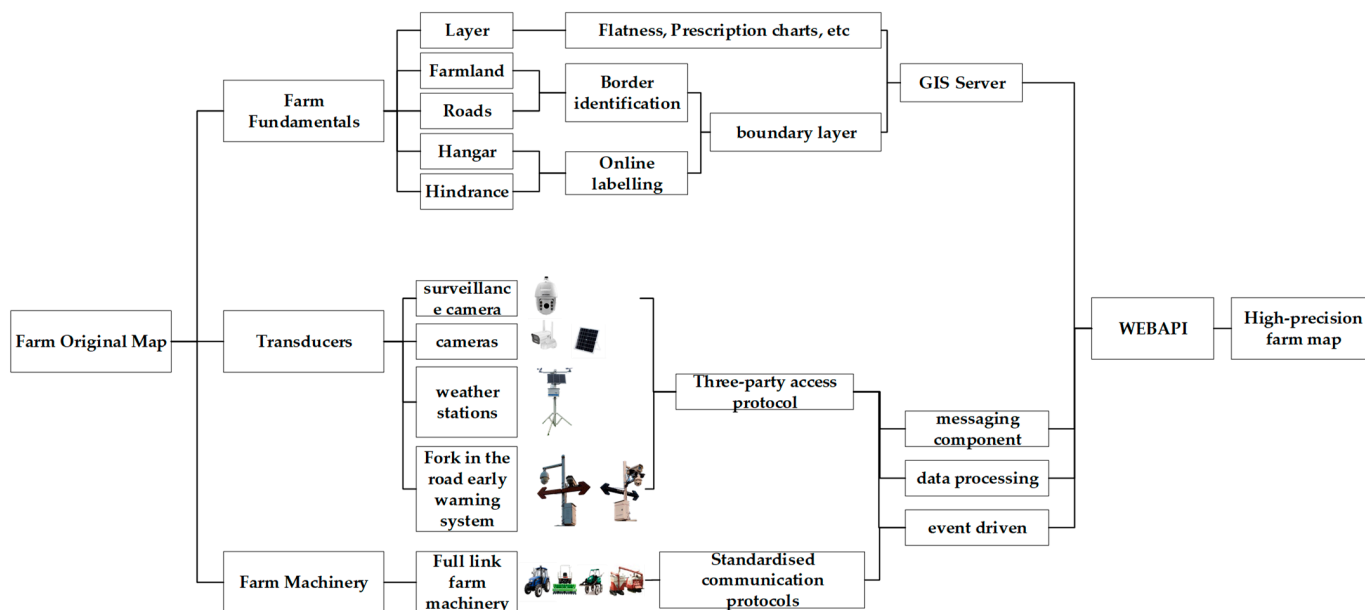 Layer
Flatness, Prescription charts, etc
Farmland
Border
identification
GIS Server
Farm
Fundamentals
Roads
boundary layer
Hangar
Online
labelling
Hindrance
surveillanc
e camera
Farm Original Map
Transducers
cameras
WEBAPI
High-precision
farm map
weather
stations
Three-party access
protocol
messaging
component
Fork in the
road early
warning
system
data processing
event driven
Farm Machinery
Full link
farm
machinery
Standardised
communication
protocols